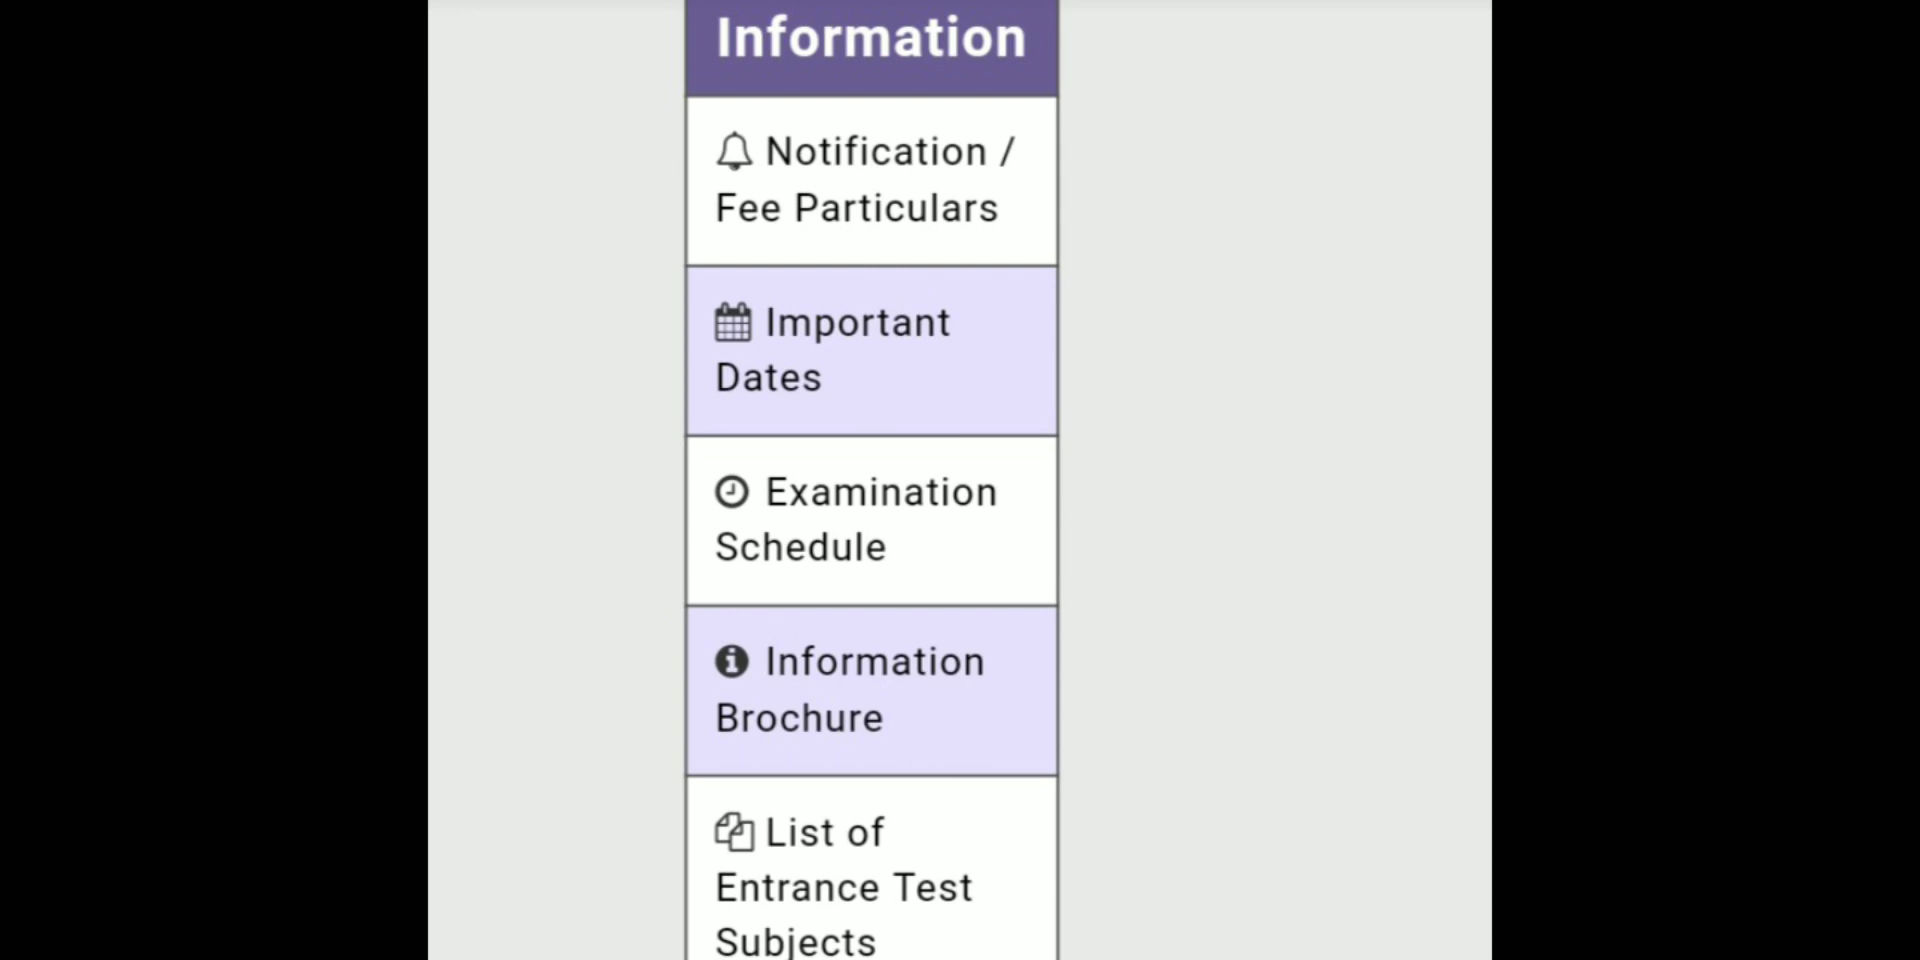 Information
Notification /
Fee Particulars
Important
Dates
Examination
Schedule
Information
Brochure
List of
Entrance Test
Subjects